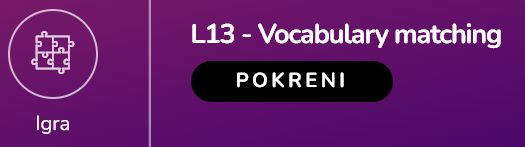 L13 - Vocabulary matching
POKRENI
Igra